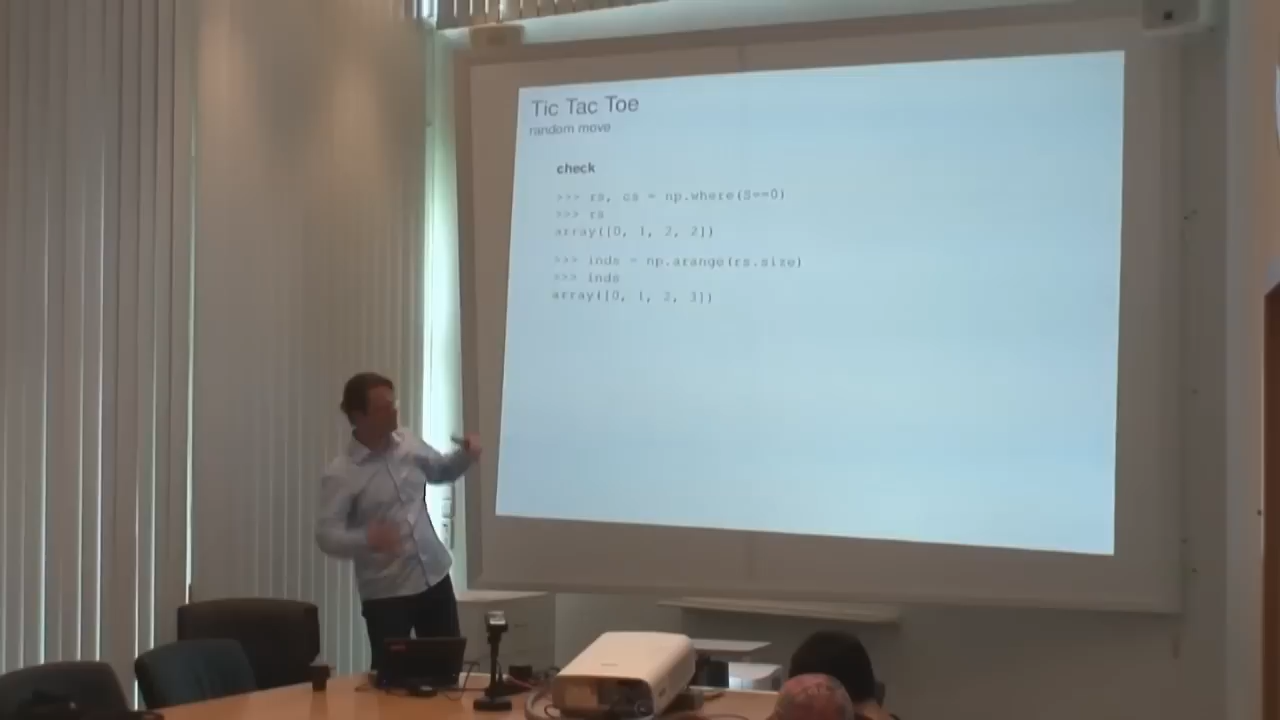 Tic Tac Toe
random move
check
>>> rs, cs = np.where(S==0)
>>> rs
array([0, 1, 2, 2])
>>> inds = np.arange(rs.size)
>>> inds
array([0, 1, 2, 3])